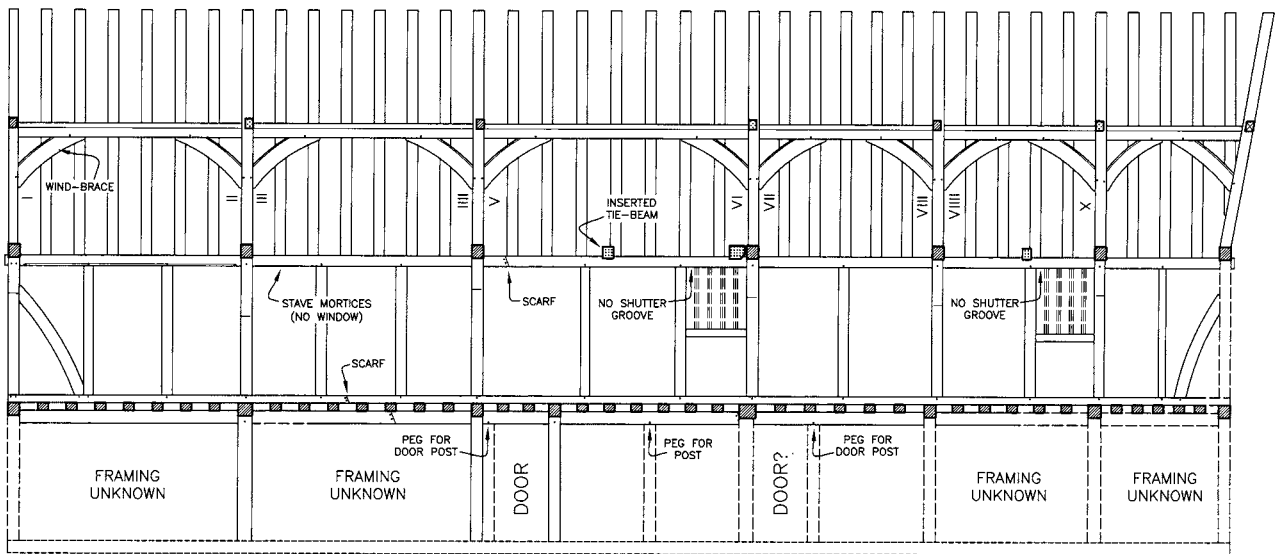 WIND-BRACE
I
II
III
IIII
V
INSERTED
TIE-BEAM
VI
VII
VIII
VIIII
X
STAVE MORTICES
(NO WINDOW)
SCARF
NO SHUTTER
GROOVE
NO SHUTTER
GROOVE
SCARF
FRAMING
UNKNOWN
FRAMING
UNKNOWN
PEG FOR
DOOR POST
DOOR
PEG FOR
POST
DOOR?
PEG FOR
DOOR POST
FRAMING
UNKNOWN
FRAMING
UNKNOWN